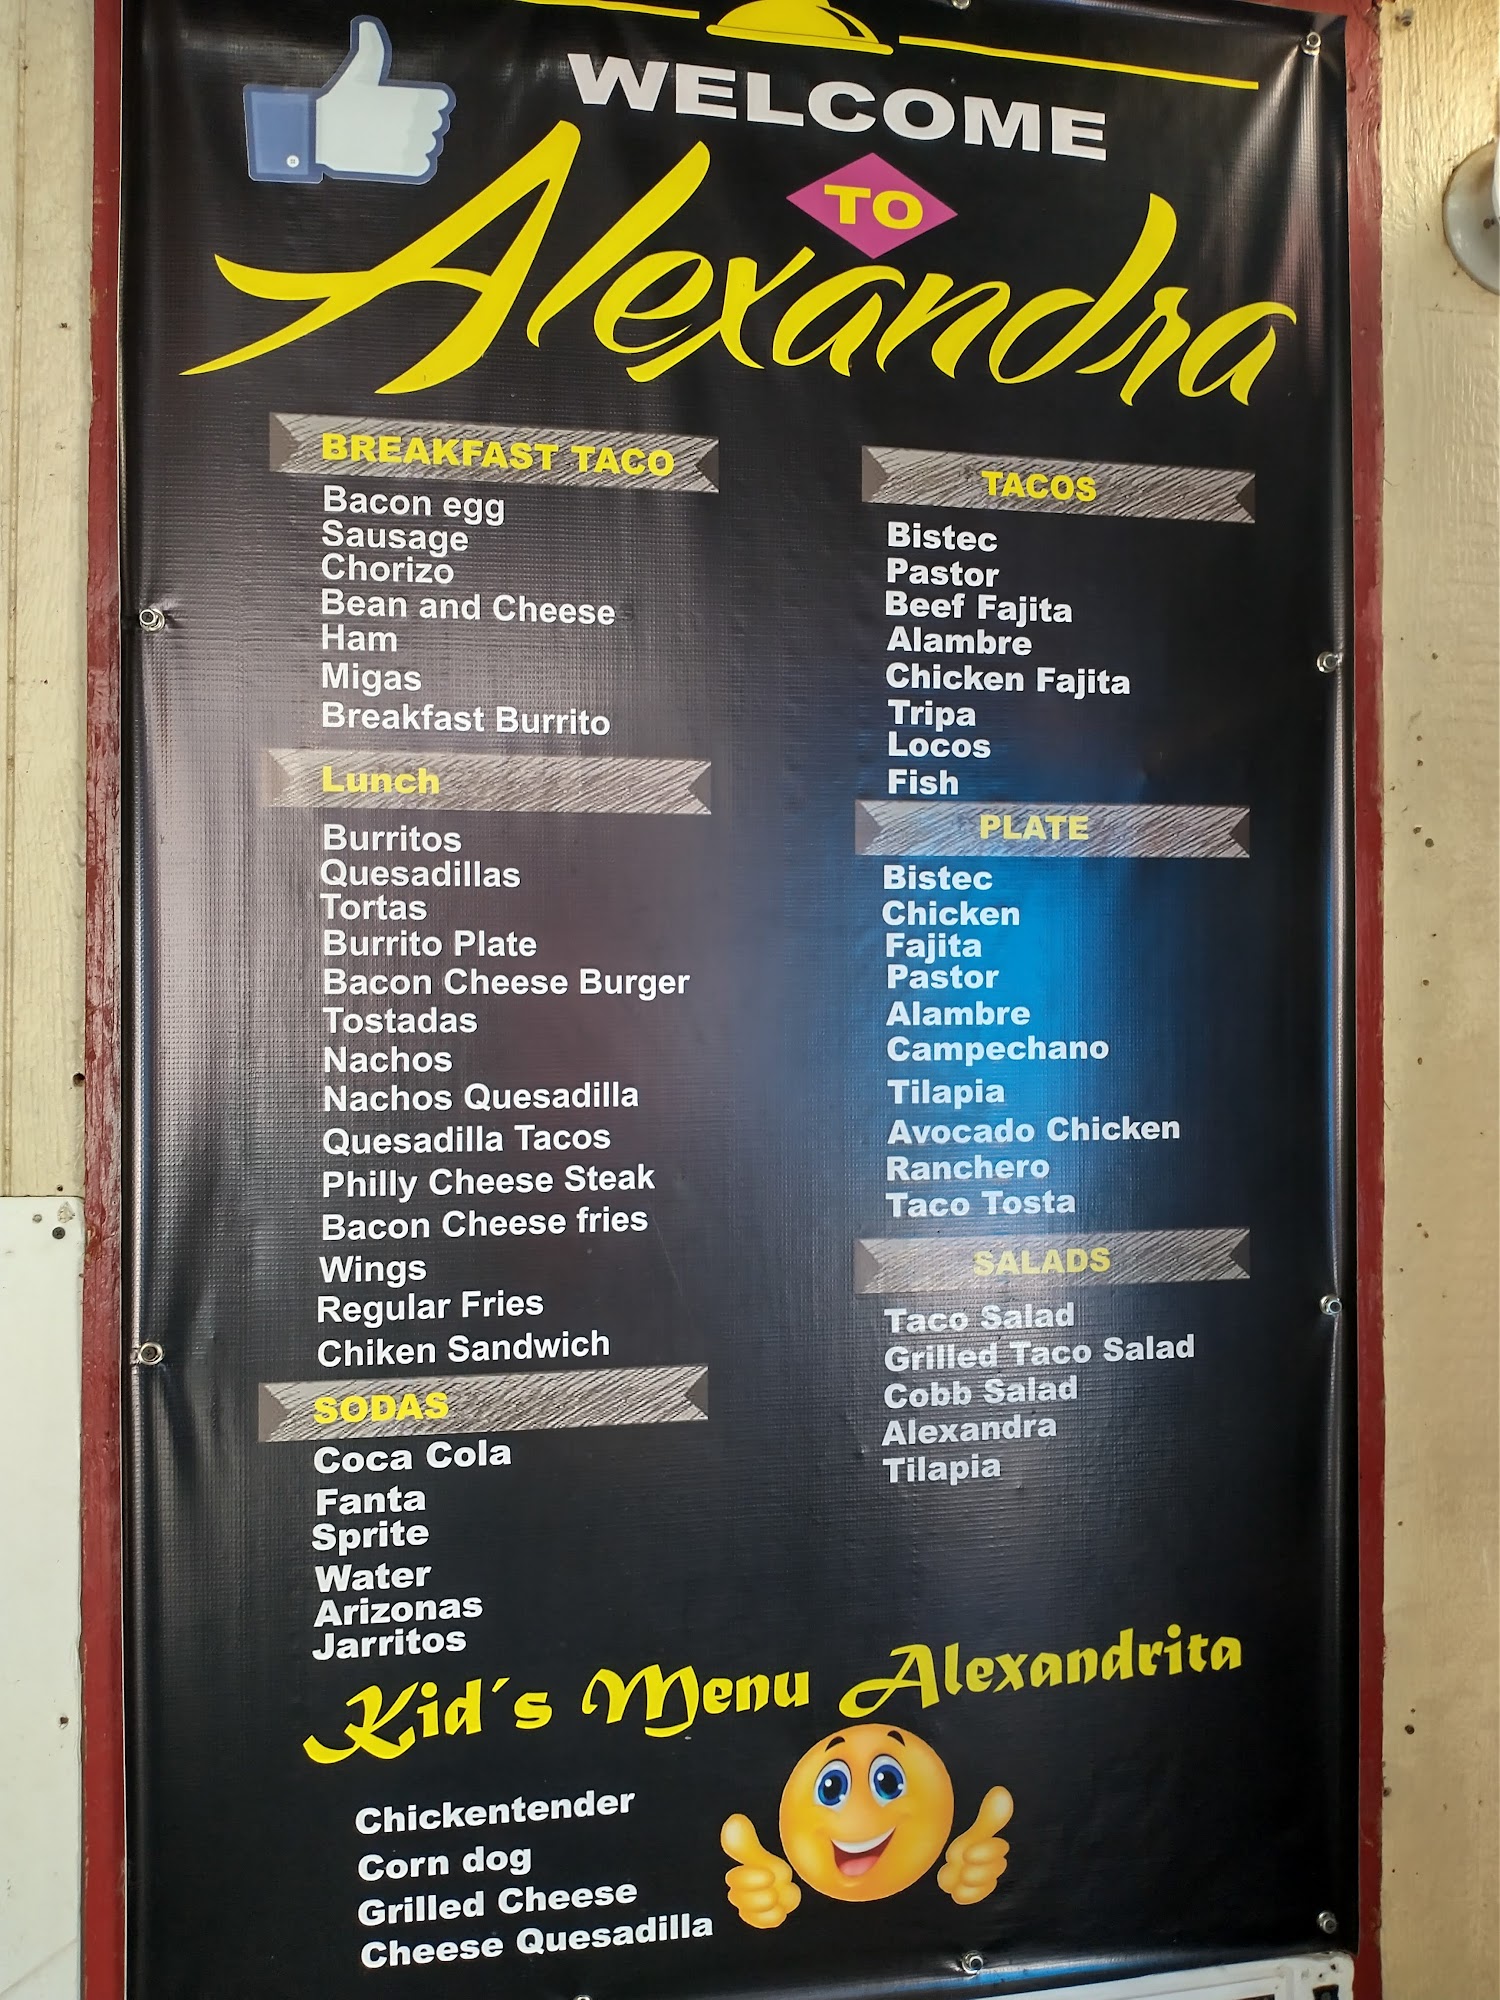 WELCOME
TO
Alexandra
BREAKFAST TACO
Bacon egg
Sausage
Chorizo
Bean and Cheese
Ham
Migas
Breakfast Burrito
Lunch
Burritos
Quesadillas
Tortas
Burrito Plate
Bacon Cheese Burger
Tostadas
Nachos
Nachos Quesadilla
Quesadilla Tacos
Philly Cheese Steak
Bacon Cheese fries
Wings
Regular Fries
Chiken Sandwich
SODAS
Coca Cola
Fanta
Sprite
Water
Arizonas
Jarritos
TACOS
Bistec
Pastor
Beef Fajita
Alambre
Chicken Fajita
Tripa
Locos
Fish
PLATE
Bistec
Chicken
Fajita
Pastor
Alambre
Campechano
Tilapia
Avocado Chicken
Ranchero
Taco Tosta
SALADS
Taco Salad
Grilled Taco Salad
Cobb Salad
Alexandra
Tilapia
Kid´s Menu Alexandrita
Chickentender
Corn dog
Grilled Cheese
Cheese Quesadilla